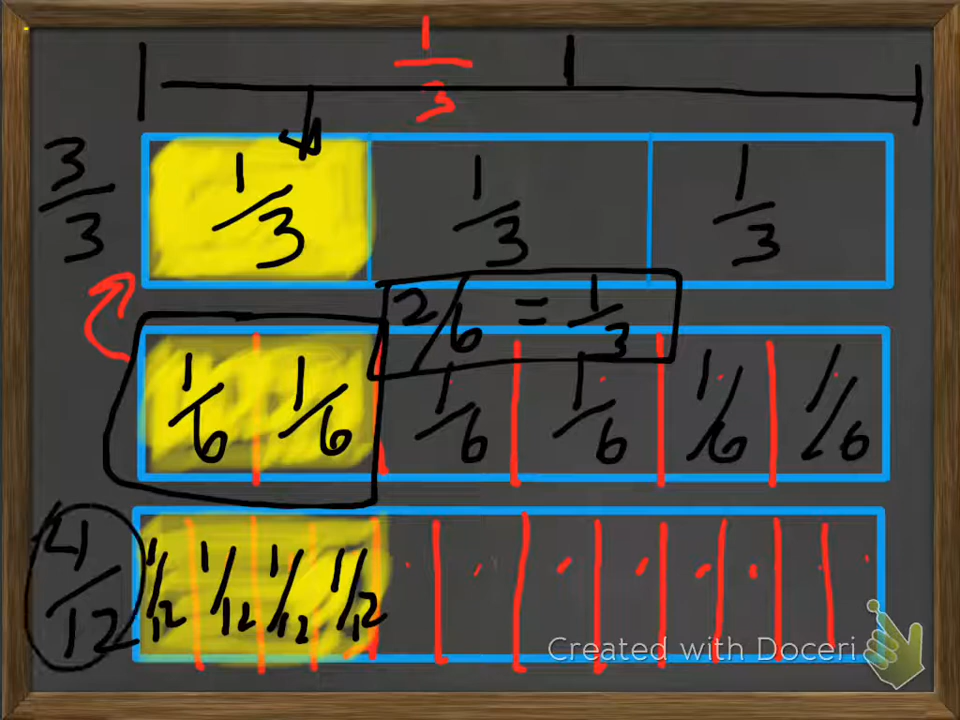 1/3
1
3/3
1/3 1/3 1/3
2/6 = 1/3
1/6 1/6 1/6 1/6 1/6 1/6
4/12
1/12 1/12 1/12 1/12
Created with Doceri